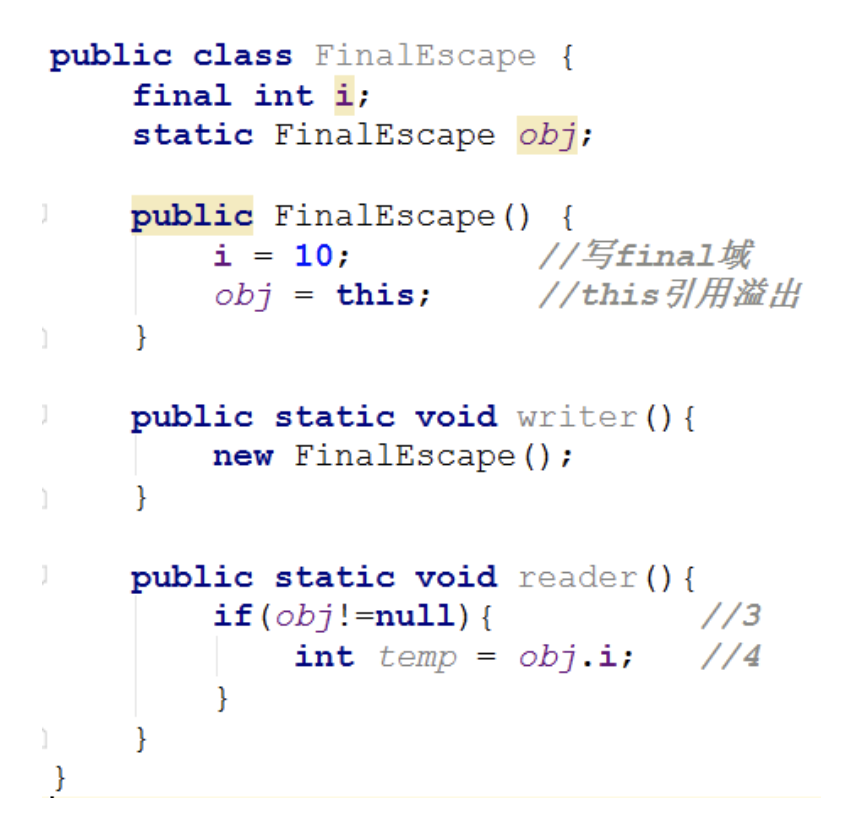 public class FinalEscape {
    final int i;
    static FinalEscape obj;
    public FinalEscape() {
        i = 10;           //写final域
        obj = this;       //this引用溢出
    }
    public static void writer(){
        new FinalEscape();
    }
    public static void reader(){
        if(obj!=null){          //3
            int temp = obj.i;   //4
        }
    }
}